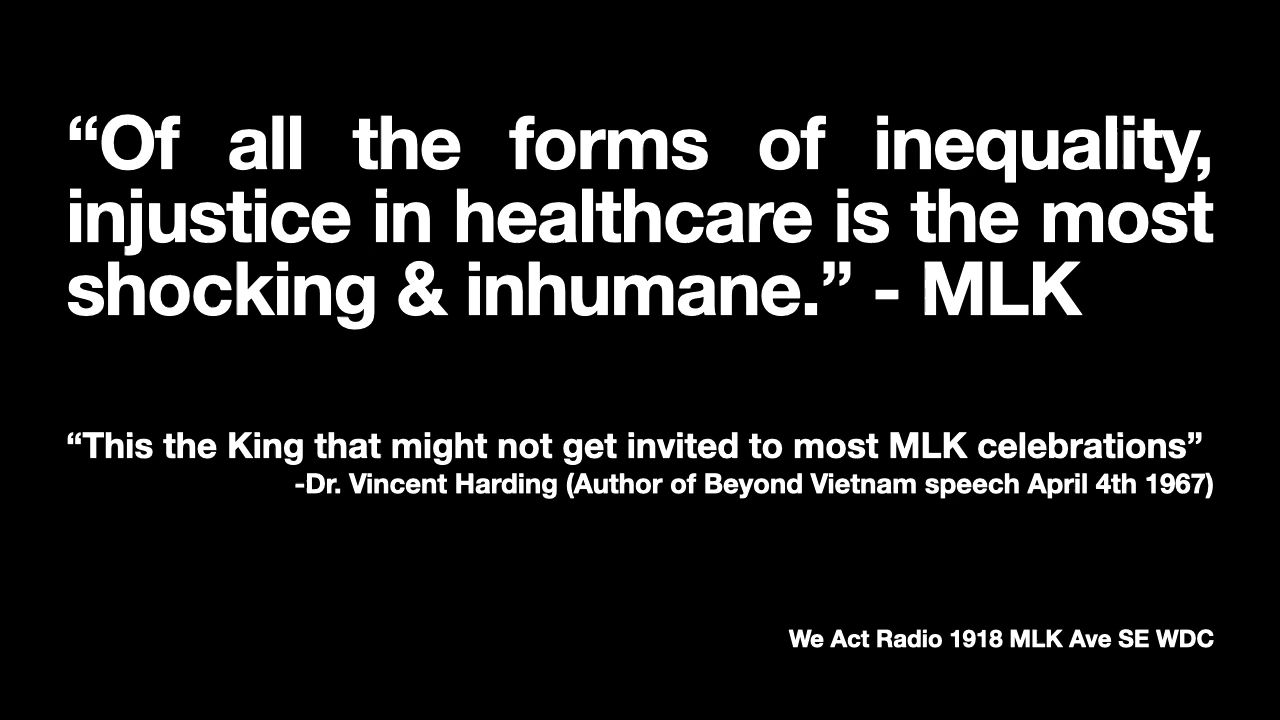 “Of all the forms of inequality,
injustice in healthcare is the most
shocking & inhumane.” - MLK
“This the King that might not get invited to most MLK celebrations”
-Dr. Vincent Harding (Author of Beyond Vietnam speech April 4th 1967)
We Act Radio 1918 MLK Ave SE WDC